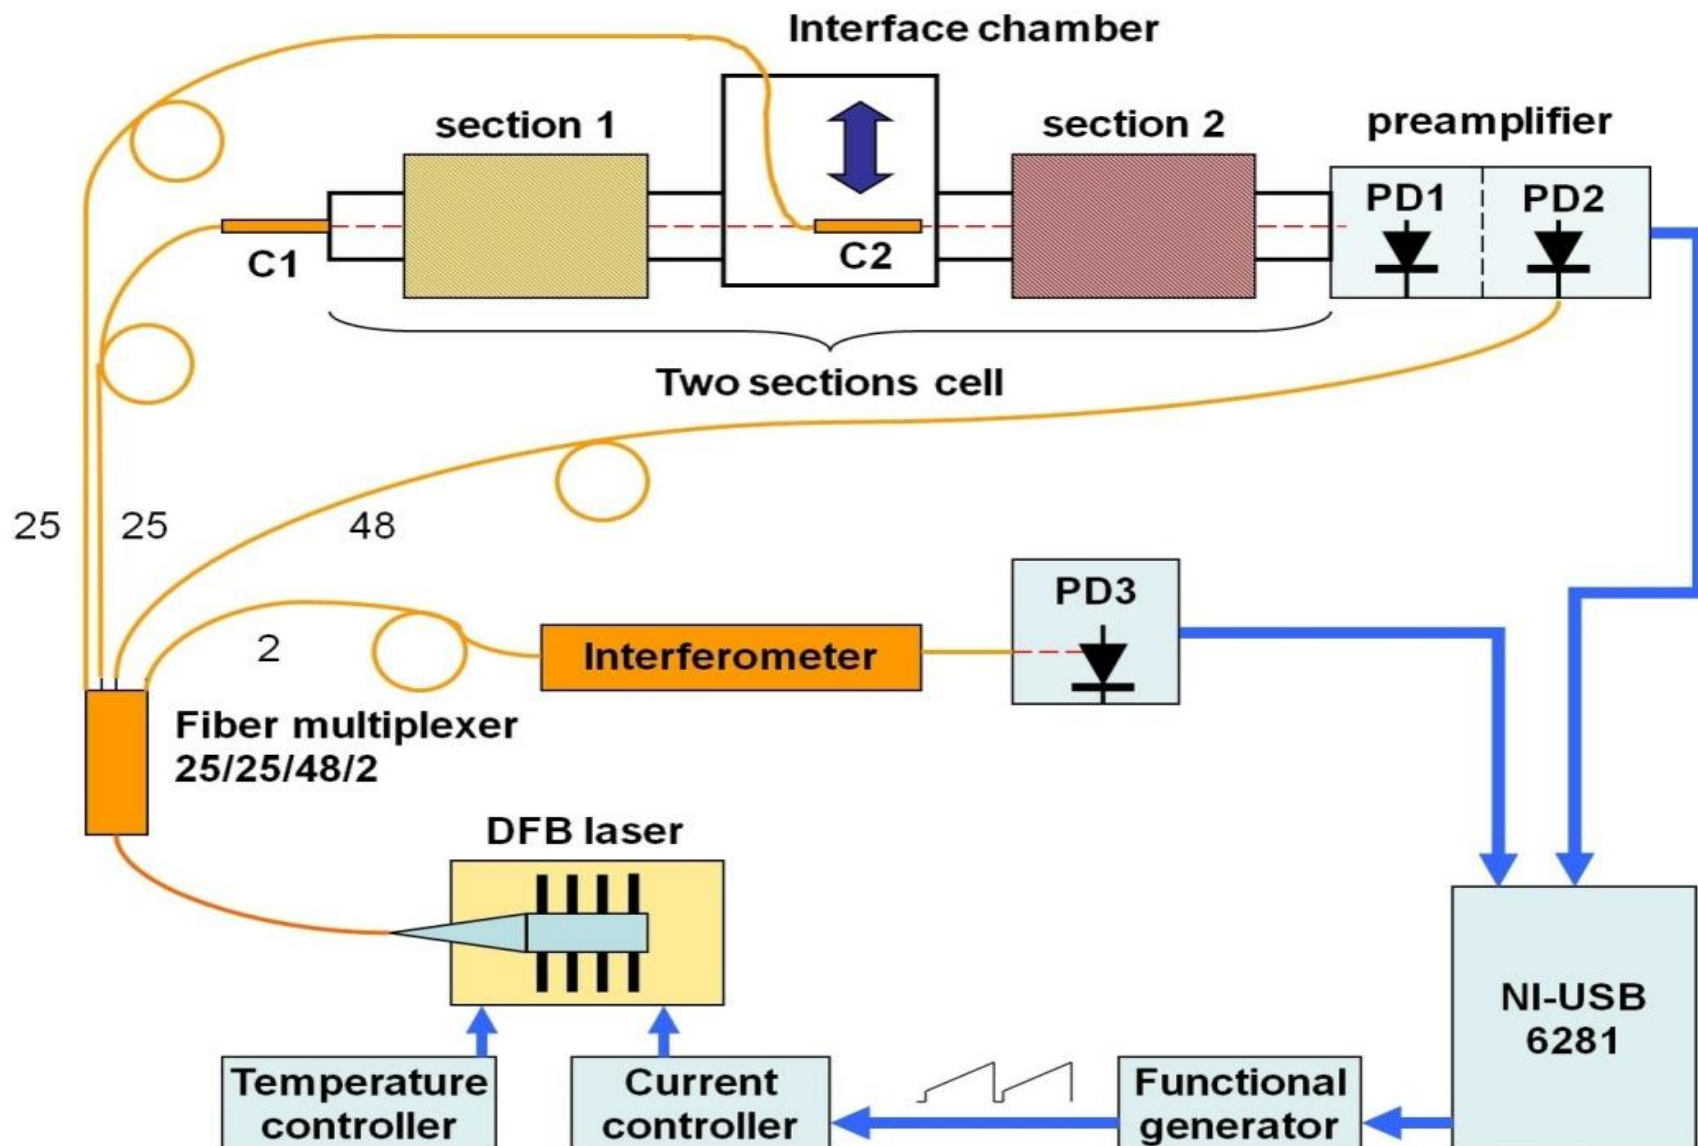 Interface chamber
section 1
section 2
preamplifier
PD1
PD2
C1
C2
Two sections cell
25
25
48
PD3
2
Interferometer
Fiber multiplexer
25/25/48/2
DFB laser
NI-USB
6281
Temperature
controller
Current
controller
Functional
generator